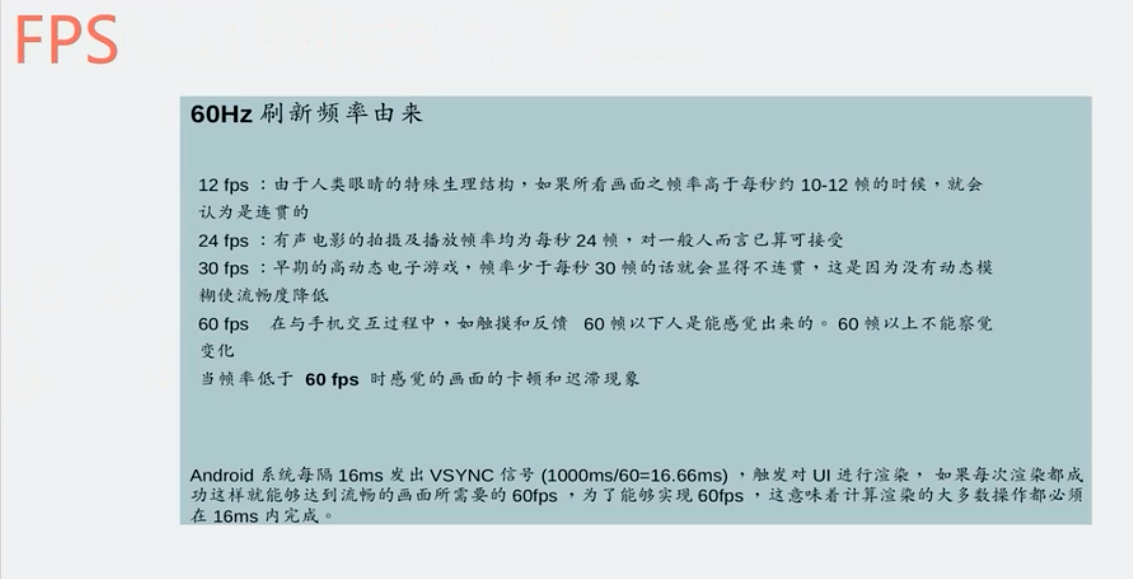 FPS
60Hz 刷新频率由来
12 fps ：由于人类眼睛的特殊生理结构，如果所看画面之帧率高于每秒约 10-12 帧的时候，就会
认为是连贯的
24 fps ：有声电影的拍摄及播放帧率均为每秒 24 帧，对一般人而言已算可接受
30 fps ：早期的高动态电子游戏，帧率少于每秒 30 帧的话就会显得不连贯，这是因为没有动态模
糊使流畅度降低
60 fps 在与手机交互过程中，如触摸和反馈 60 帧以下人是能感觉出来的。 60 帧以上不能察觉
变化
当帧率低于 60 fps 时感觉的画面的卡顿和迟滞现象
Android 系统每隔 16ms 发出 VSYNC 信号 (1000ms/60=16.66ms) ，触发对 UI 进行渲染， 如果每次渲染都成
功这样就能够达到流畅的画面所需要的 60fps ，为了能够实现 60fps ，这意味着计算渲染的大多数操作都必须
在 16ms 内完成。